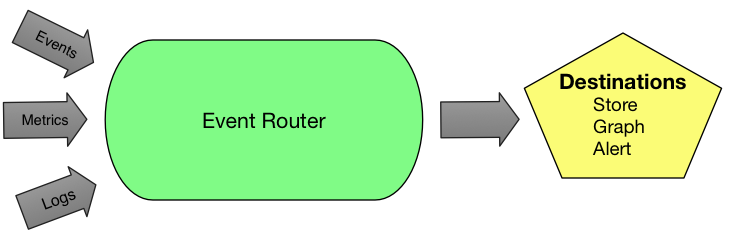 Events
Metrics
Logs
Event Router
Destinations
Store
Graph
Alert